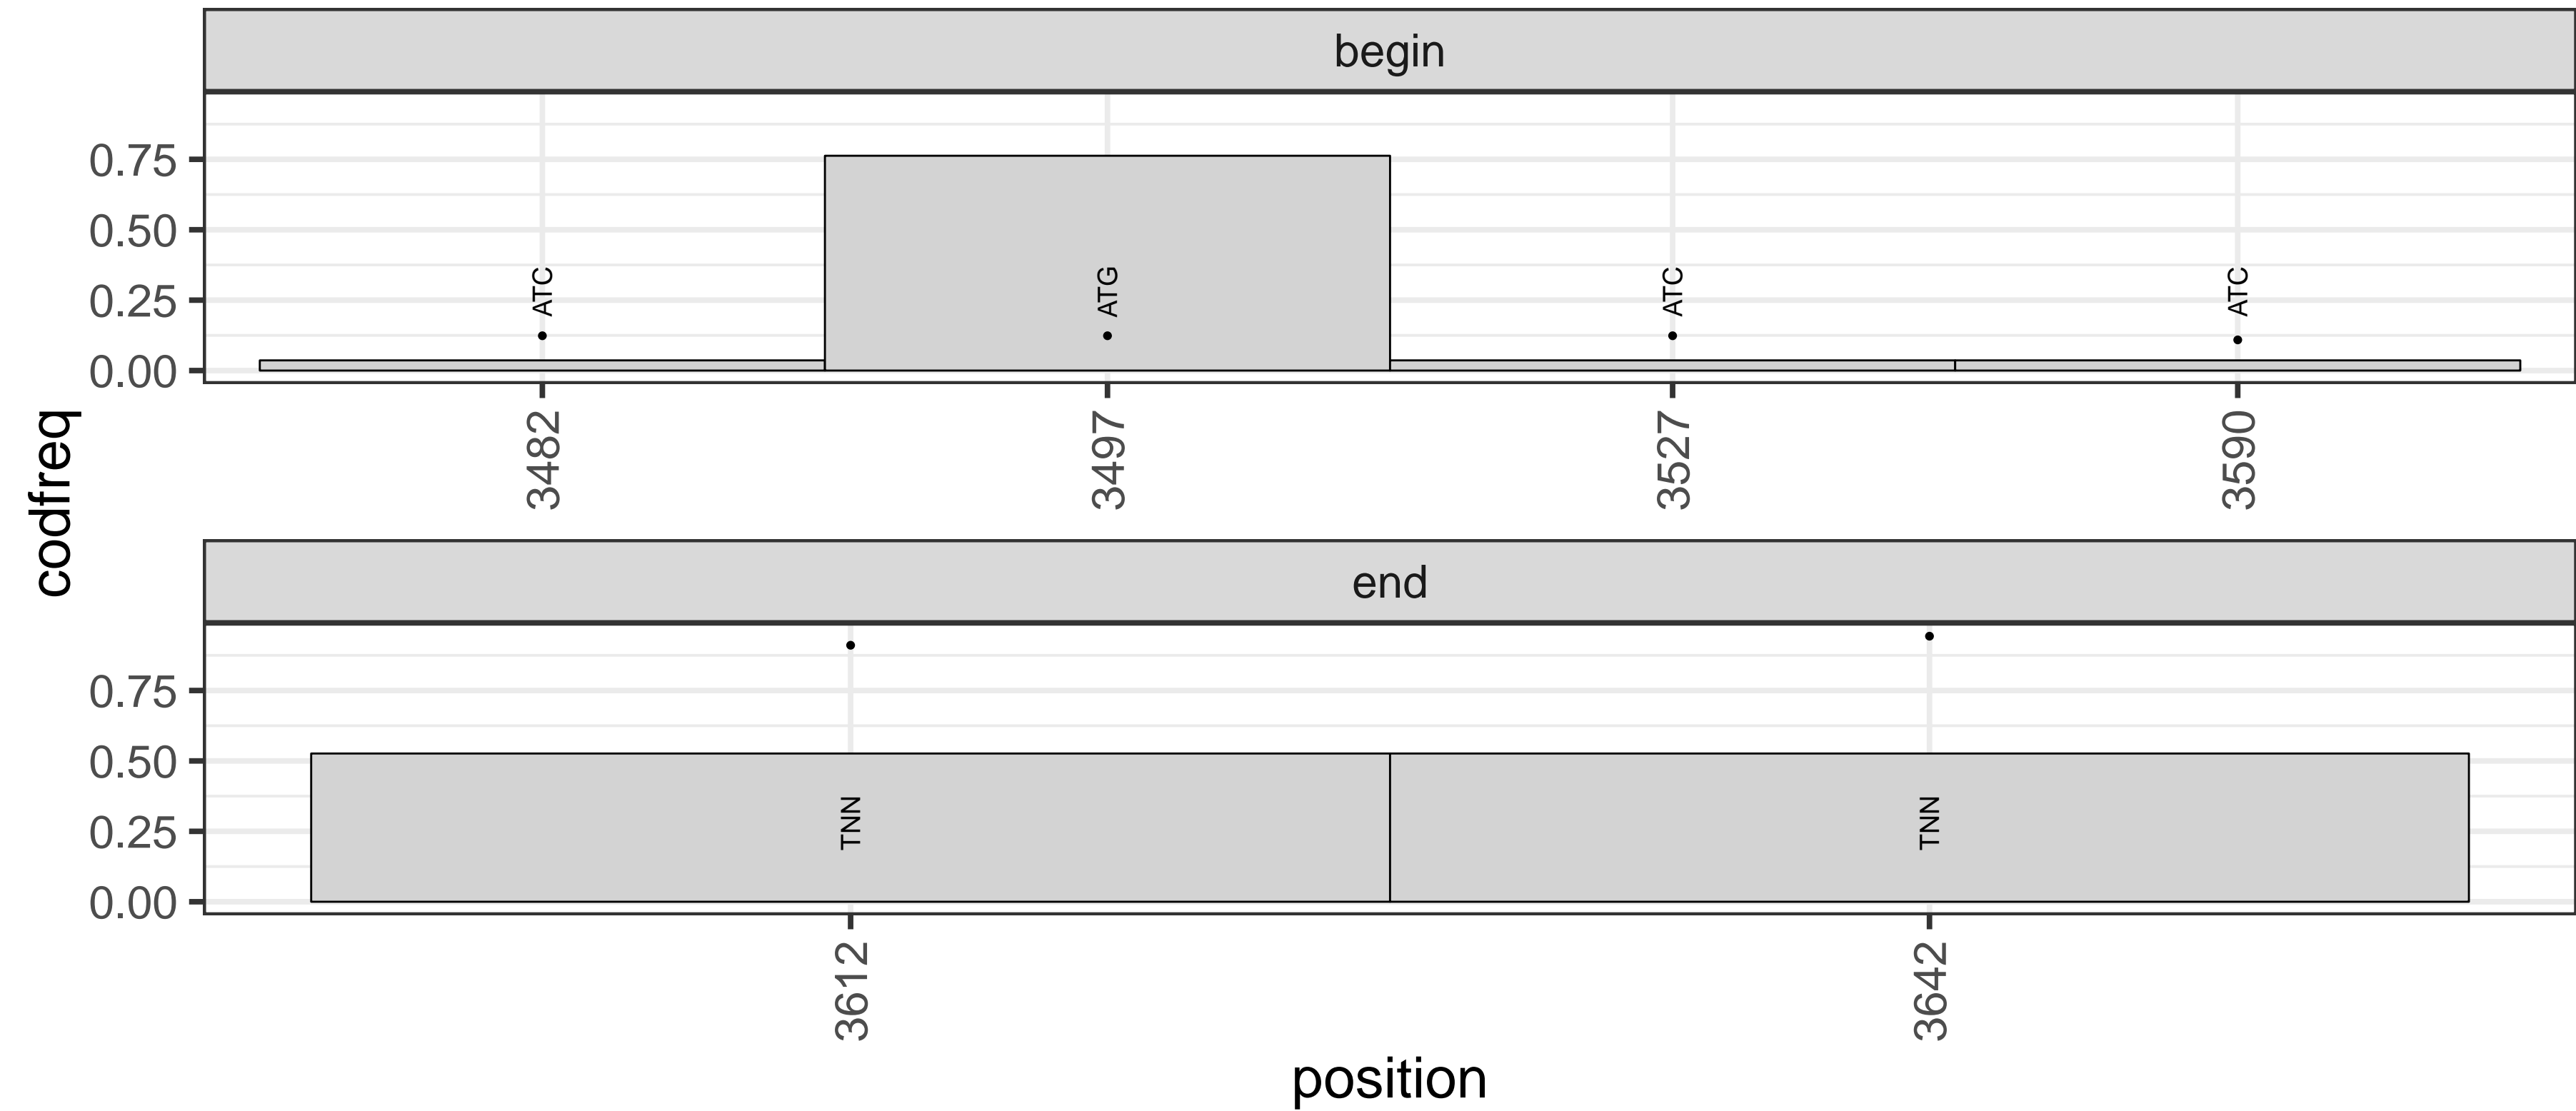 begin
0.75
0.50
0.25
0.00
ATC
ATG
ATC
ATC
3482
3497
3527
3590
codfreq
end
0.75
0.50
0.25
0.00
TNN
TNN
3612
3642
position